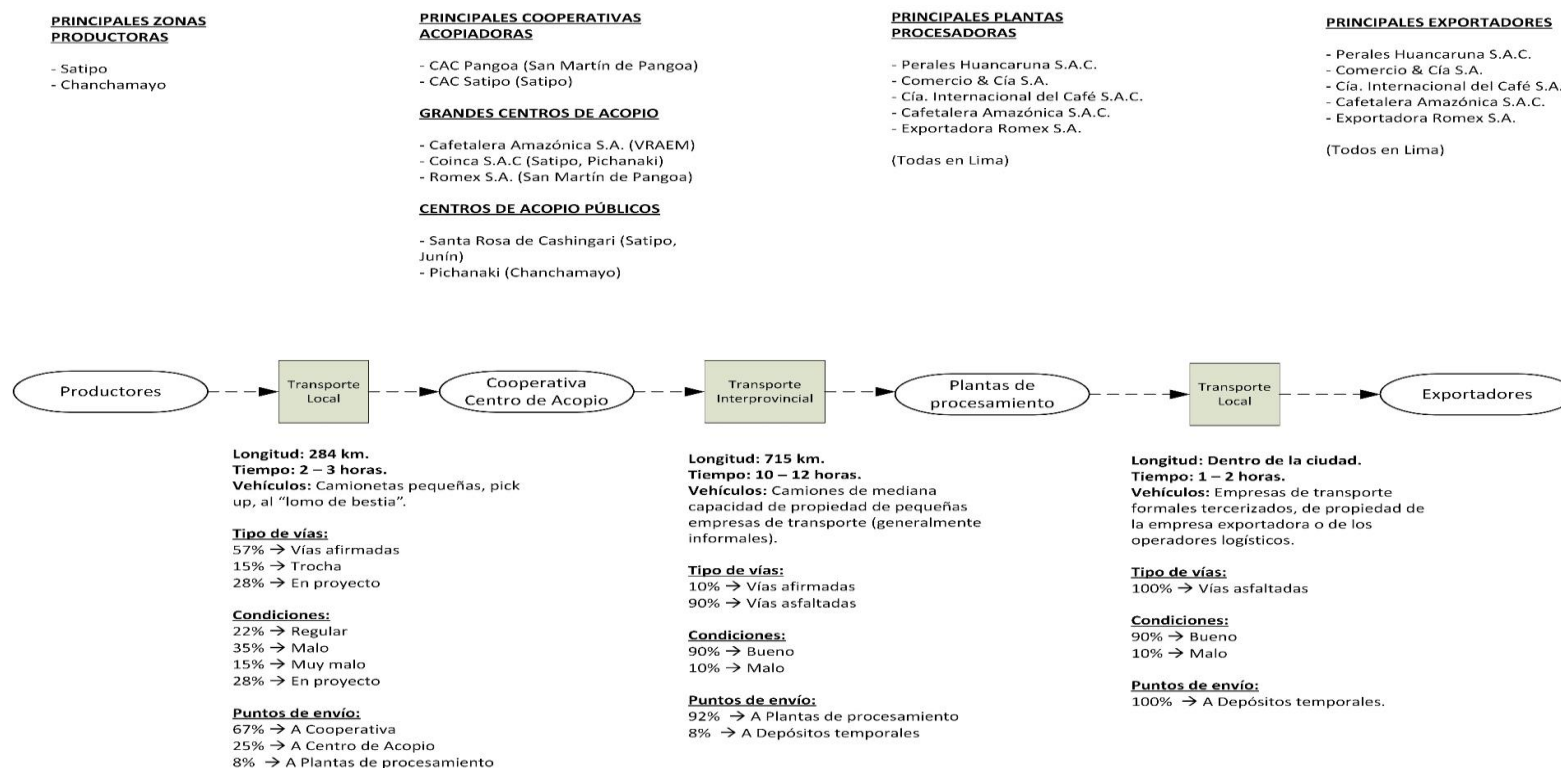 PRINCIPALES ZONAS
PRODUCTORAS
- Satipo
- Chanchamayo
PRINCIPALES COOPERATIVAS
ACOPIADORAS
- CAC Pangoa (San Martín de Pangoa)
- CAC Satipo (Satipo)
GRANDES CENTROS DE ACOPIO
- Cafetalera Amazónica S.A. (VRAEM)
- Coinca S.A.C (Satipo, Pichanaki)
- Romex S.A. (San Martín de Pangoa)
CENTROS DE ACOPIO PÚBLICOS
- Santa Rosa de Cashingari (Satipo,
Junín)
- Pichanaki (Chanchamayo)
PRINCIPALES PLANTAS
PROCESADORAS
- Perales Huancaruna S.A.C.
- Comercio & Cía S.A.
- Cía. Internacional del Café S.A.C.
- Cafetalera Amazónica S.A.C.
- Exportadora Romex S.A.
(Todas en Lima)
PRINCIPALES EXPORTADORES
- Perales Huancaruna S.A.C.
- Comercio & Cía S.A.
- Cía. Internacional del Café S.A.
- Cafetalera Amazónica S.A.C.
- Exportadora Romex S.A.
(Todos en Lima)
Productores
Transporte
Local
Cooperativa
Centro de Acopio
Transporte
Interprovincial
Plantas de
procesamiento
Transporte
Local
Exportadores
Longitud: 284 km.
Tiempo: 2 – 3 horas.
Vehículos: Camionetas pequeñas, pick
up, al “lomo de bestia”.
Tipo de vías:
57% → Vías afirmadas
15% → Trocha
28% → En proyecto
Condiciones:
22% → Regular
35% → Malo
15% → Muy malo
28% → En proyecto
Puntos de envío:
67% → A Cooperativa
25% → A Centro de Acopio
8% → A Plantas de procesamiento
Longitud: 715 km.
Tiempo: 10 – 12 horas.
Vehículos: Camiones de mediana
capacidad de propiedad de pequeñas
empresas de transporte (generalmente
informales).
Tipo de vías:
10% → Vías afirmadas
90% → Vías asfaltadas
Condiciones:
90% → Bueno
10% → Malo
Puntos de envío:
92% → A Plantas de procesamiento
8% → A Depósitos temporales
Longitud: Dentro de la ciudad.
Tiempo: 1 – 2 horas.
Vehículos: Empresas de transporte
formales tercerizados, de propiedad de
la empresa exportadora o de los
operadores logísticos.
Tipo de vías:
100% → Vías asfaltadas
Condiciones:
90% → Bueno
10% → Malo
Puntos de envío:
100% → A Depósitos temporales.